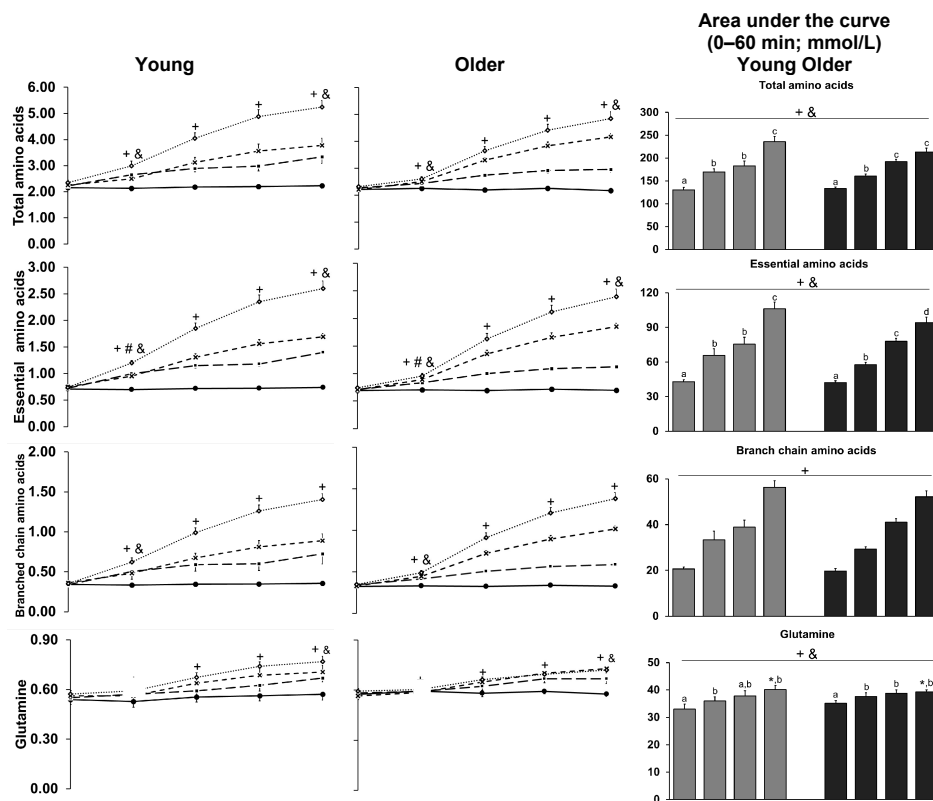 Area under the curve
(0–60 min; mmol/L)
Young Older
Young
Older
Total amino acids
6.00
5.00
4.00
3.00
2.00
1.00
0.00
+ &
+
+
+ &
+ &
+
+
+ &
Total amino acids
300
250
200
150
100
50
0
+ &
a
b
b
c
a
b
c
c
Essential amino acids
3.00
2.50
2.00
1.50
1.00
0.50
0.00
+ # &
+
+
+ &
+ # &
+
+
+ &
Essential amino acids
120
90
60
30
0
+ &
a
b
b
c
a
b
c
d
Branched chain amino acids
2.00
1.50
1.00
0.50
0.00
+ &
+
+
+
+ &
+
+
+
Branch chain amino acids
60
40
20
0
+
Glutamine
0.90
0.60
0.30
0.00
+
+
+ &
+
+
+ &
Glutamine
50
40
30
20
10
0
+ &
a
b
a,b
*,b
a
b
b
*,b